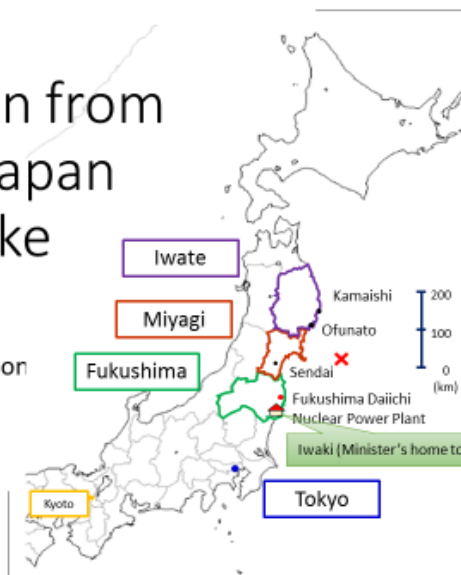 n from
apan
ke
on
Iwate
Miyagi
Fukushima
Kamaishi
Ofunato
Sendai
200
100
0
(km)
Fukushima Daiichi
Nuclear Power Plant
Iwaki (Minister's home to
Tokyo
Kyoto